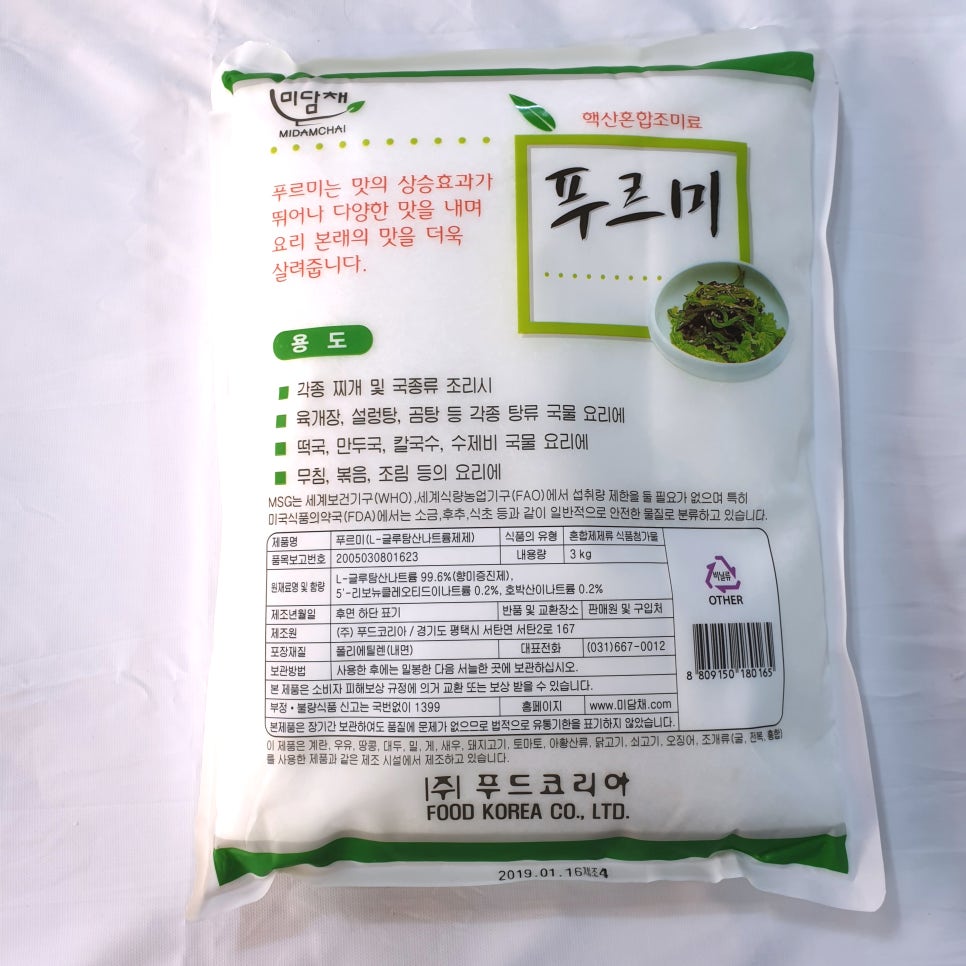 미담채
MIDAMCHAI
핵산혼합조미료
푸르미
푸르미는 맛의 상승효과가
뛰어나 다양한 맛을 내며
요리 본래의 맛을 더욱
살려줍니다.
용 도
각종 찌개 및 국종류 조리시
육개장, 설렁탕, 곰탕 등 각종 탕류 국물 요리에
떡국, 만두국, 칼국수, 수제비 국물 요리에
무침, 볶음, 조림 등의 요리에
MSG는 세계보건기구(WHO),세계식량농업기구(FAO)에서 섭취량 제한을 둘 필요가 없으며 특히
미국식품의약국(FDA)에서는 소금,후추,식초 등과 같이 일반적으로 안전한 물질로 분류하고 있습니다.
제품명 푸르미(L-글루탐산나트륨제제) 식품의 유형 혼합제제류 식품첨가물
품목보고번호 2005030801623 내용량 3 kg
원재료명 및 함량 L-글루탐산나트륨 99.6%(향미증진제),
5'-리보뉴클레오티드이나트륨 0.2%, 호박산이나트륨 0.2%
제조년월일 후면 하단 표기 반품 및 교환장소 판매원 및 구입처
제조원 (주) 푸드코리아 / 경기도 평택시 서탄면 서탄2로 167
포장재질 폴리에틸렌(내면) 대표전화 (031)667-0012
보관방법 사용한 후에는 밀봉한 다음 서늘한 곳에 보관하십시오.
본 제품은 소비자 피해보상 규정에 의거 교환 또는 보상 받을 수 있습니다.
부정·불량식품 신고는 국번없이 1399 홈페이지 www.미담채.com
본제품은 장기간 보관하여도 품질에 문제가 없으므로 법적으로 유통기한을 표기하지 않았습니다.
이 제품은 계란, 우유, 땅콩, 대두, 밀, 게, 새우, 돼지고기, 토마토, 아황산류, 닭고기, 쇠고기, 오징어, 조개류(굴, 전복, 홍합)
를 사용한 제품과 같은 제조 시설에서 제조하고 있습니다.
비닐류
OTHER
8 809150 180165
(주) 푸드코리아
FOOD KOREA CO., LTD.
2019.01.16제조4